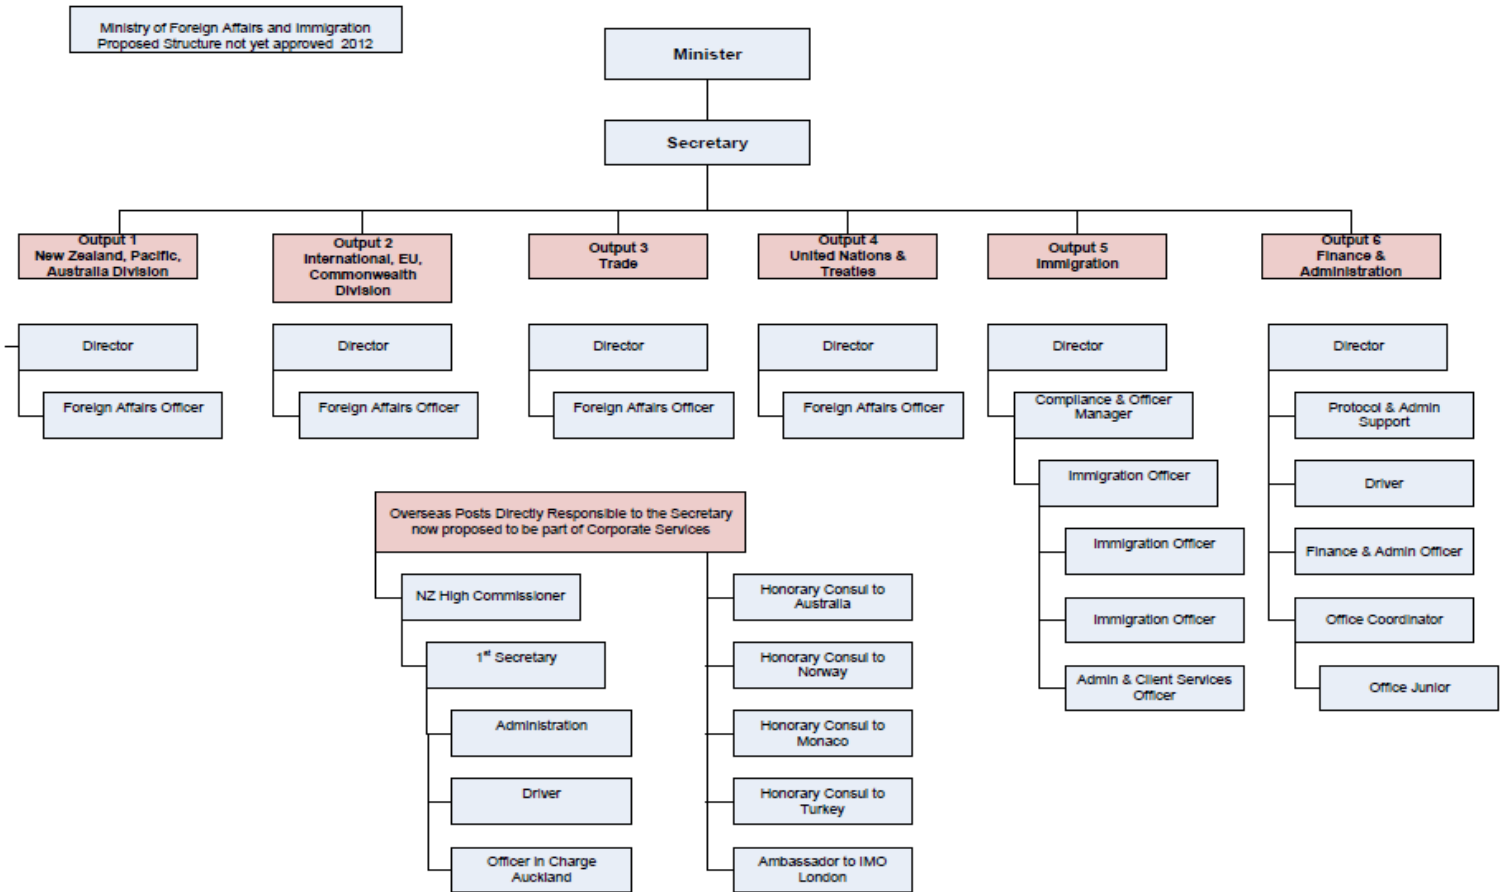 Ministry of Foreign Affairs and Immigration
Proposed Structure not yet approved 2012
Minister
Secretary
Output 1
New Zealand, Pacific,
Australia Division
Output 2
International, EU,
Commonwealth
Division
Output 3
Trade
Output 4
United Nations &
Treaties
Output 5
Immigration
Output 6
Finance &
Administration
Director
Director
Director
Director
Director
Director
Foreign Affairs Officer
Foreign Affairs Officer
Foreign Affairs Officer
Foreign Affairs Officer
Compliance & Officer
Manager
Protocol & Admin
Support
Immigration Officer
Driver
Immigration Officer
Finance & Admin Officer
Immigration Officer
Office Coordinator
Admin & Client Services
Officer
Office Junior
Overseas Posts Directly Responsible to the Secretary
now proposed to be part of Corporate Services
NZ High Commissioner
1st Secretary
Administration
Driver
Officer in Charge
Auckland
Honorary Consul to
Australia
Honorary Consul to
Norway
Honorary Consul to
Monaco
Honorary Consul to
Turkey
Ambassador to IMO
London